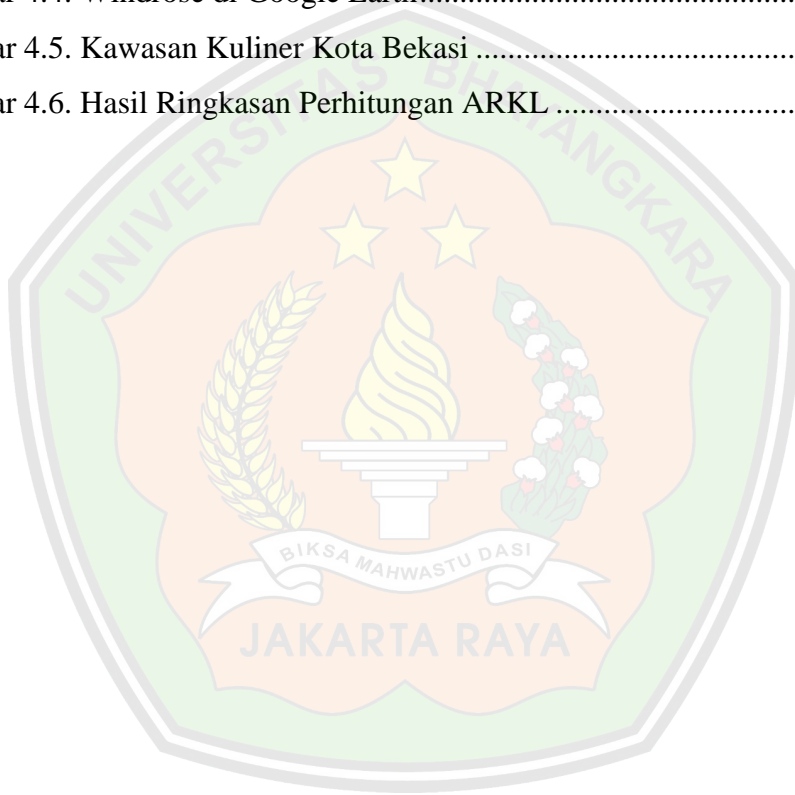 ar 4.4. Windrose di Google Earth..........................................................
ar 4.5. Kawasan Kuliner Kota Bekasi .................................................
ar 4.6. Hasil Ringkasan Perhitungan ARKL .....................................
UNIVERSITAS BHAYANGKARA
BIKSA MAHWASTU DASI
JAKARTA RAYA